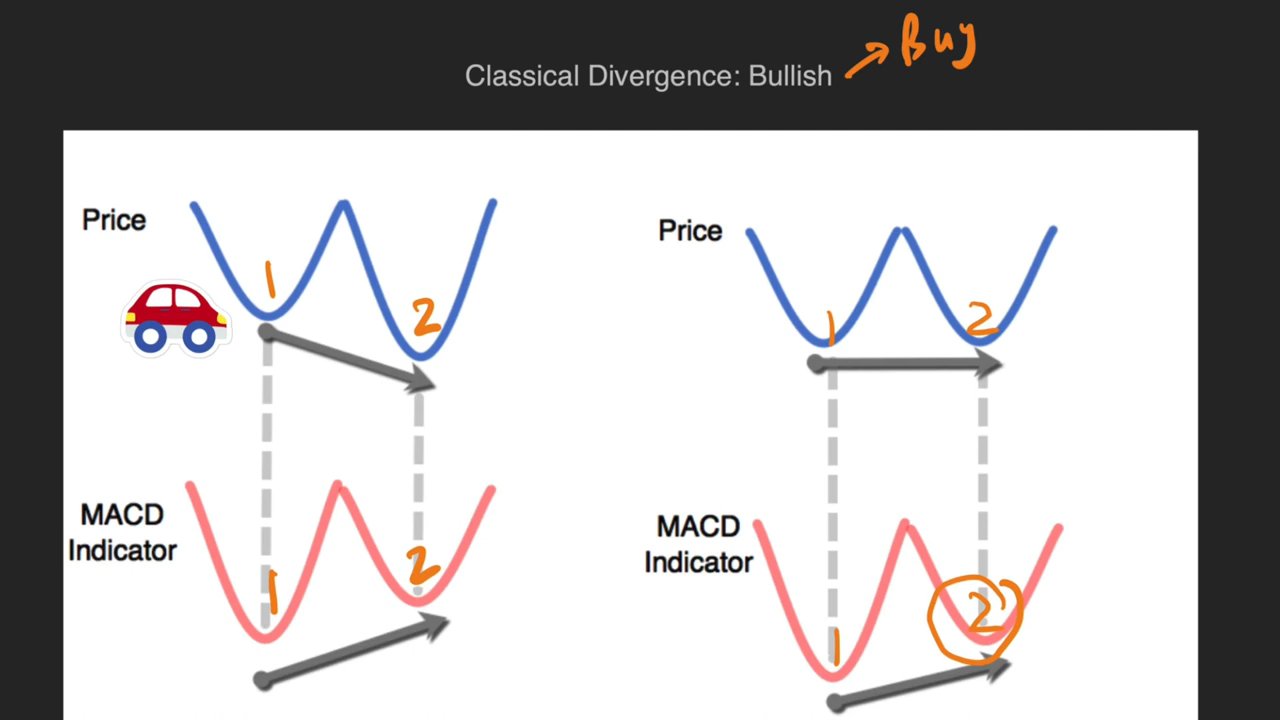 Buy
Classical Divergence: Bullish
Price
1
2
MACD
Indicator
1
2
Price
1
2
MACD
Indicator
1
2